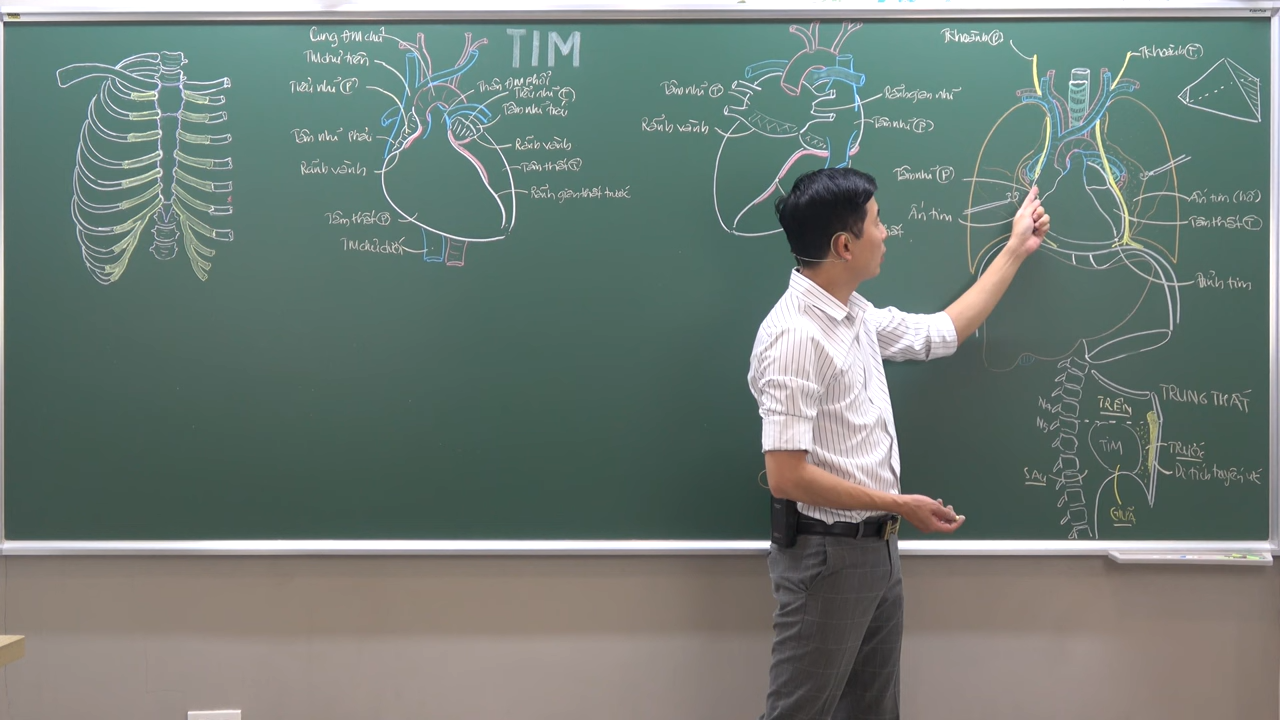 TIM
Cung ĐM chủ
TM chủ trên
Tiểu nhĩ (P)
Tâm nhĩ phải
Rãnh vành
Tâm thất (P)
TM chủ dưới
Thân ĐM phổi
Tiểu nhĩ (T)
Tâm nhĩ trái
Rãnh vành
Tâm thất (T)
Rãnh gian thất trước
Tâm nhĩ (T)
Rãnh vành
Rãnh gian nhĩ
Tâm nhĩ (P)
TK hoành (P)
TK hoành (T)
Tâm nhĩ (P)
Ấn tim
Ấn tim (hố)
Tâm thất (T)
Đỉnh tim
TRUNG THẤT
N4
N5
TRÊN
TIM
TRƯỚC
Di tích tuyến ức
SAU
GIỮA